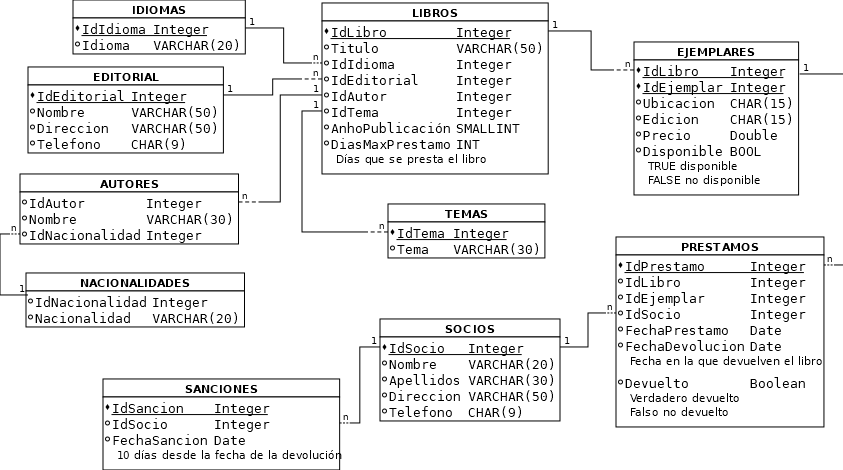 IDIOMAS
IdIdioma Integer
Idioma VARCHAR(20)
1
n
EDITORIAL
IdEditorial Integer
Nombre VARCHAR(50)
Direccion VARCHAR(50)
Telefono CHAR(9)
1
n
LIBROS
IdLibro Integer
Titulo VARCHAR(50)
IdIdioma Integer
IdEditorial Integer
IdAutor Integer
IdTema Integer
AnhoPublicación SMALLINT
DiasMaxPrestamo INT
Días que se presta el libro
1
n
1
1
EJEMPLARES
IdLibro Integer
IdEjemplar Integer
Ubicacion CHAR(15)
Edicion CHAR(15)
Precio Double
Disponible BOOL
TRUE disponible
FALSE no disponible
1
AUTORES
IdAutor Integer
Nombre VARCHAR(30)
IdNacionalidad Integer
n
n
1
NACIONALIDADES
IdNacionalidad Integer
Nacionalidad VARCHAR(20)
TEMAS
IdTema Integer
Tema VARCHAR(30)
n
PRESTAMOS
IdPrestamo Integer
IdLibro Integer
IdEjemplar Integer
IdSocio Integer
FechaPrestamo Date
FechaDevolucion Date
Fecha en la que devuelven el libro
Devuelto Boolean
Verdadero devuelto
Falso no devuelto
n
n
SOCIOS
IdSocio Integer
Nombre VARCHAR(20)
Apellidos VARCHAR(30)
Direccion VARCHAR(50)
Telefono CHAR(9)
1
1
SANCIONES
IdSancion Integer
IdSocio Integer
FechaSancion Date
10 días desde la fecha de la devolución
n